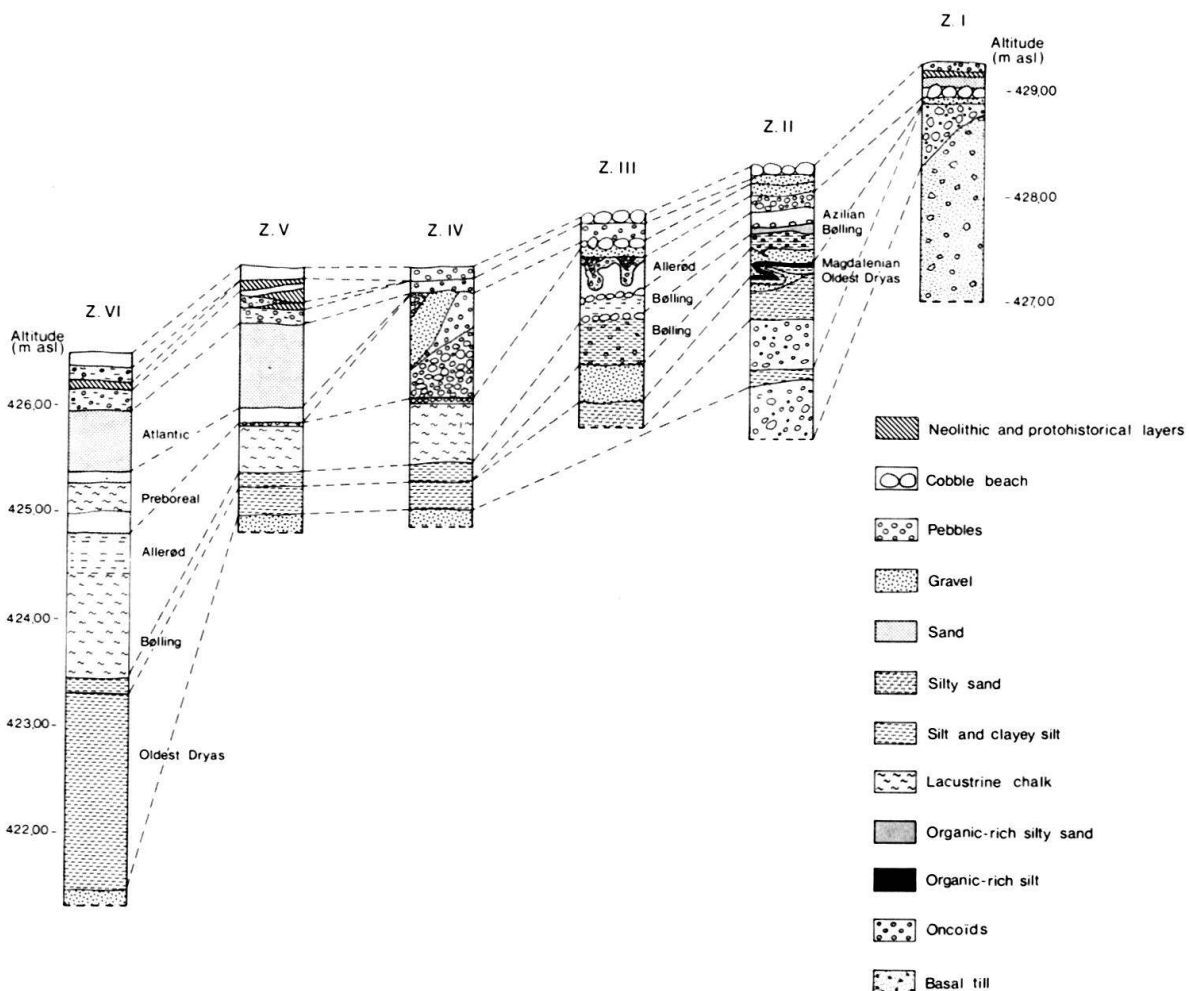 Z. I
Altitude
(m asl)
- 429,00
- 428,00
- 427,00
Z. II
Azilian
Bølling
Magdalenian
Oldest Dryas
Z. III
Allerød
Bølling
Bølling
Z. IV
Z. V
Z. VI
Altitude
(m asl)
426,00 -
425,00 -
424,00 -
423,00 -
422,00 -
Atlantic
Preboreal
Allerød
Bølling
Oldest Dryas
Neolithic and protohistorical layers
Cobble beach
Pebbles
Gravel
Sand
Silty sand
Silt and clayey silt
Lacustrine chalk
Organic-rich silty sand
Organic-rich silt
Oncoïds
Basal till